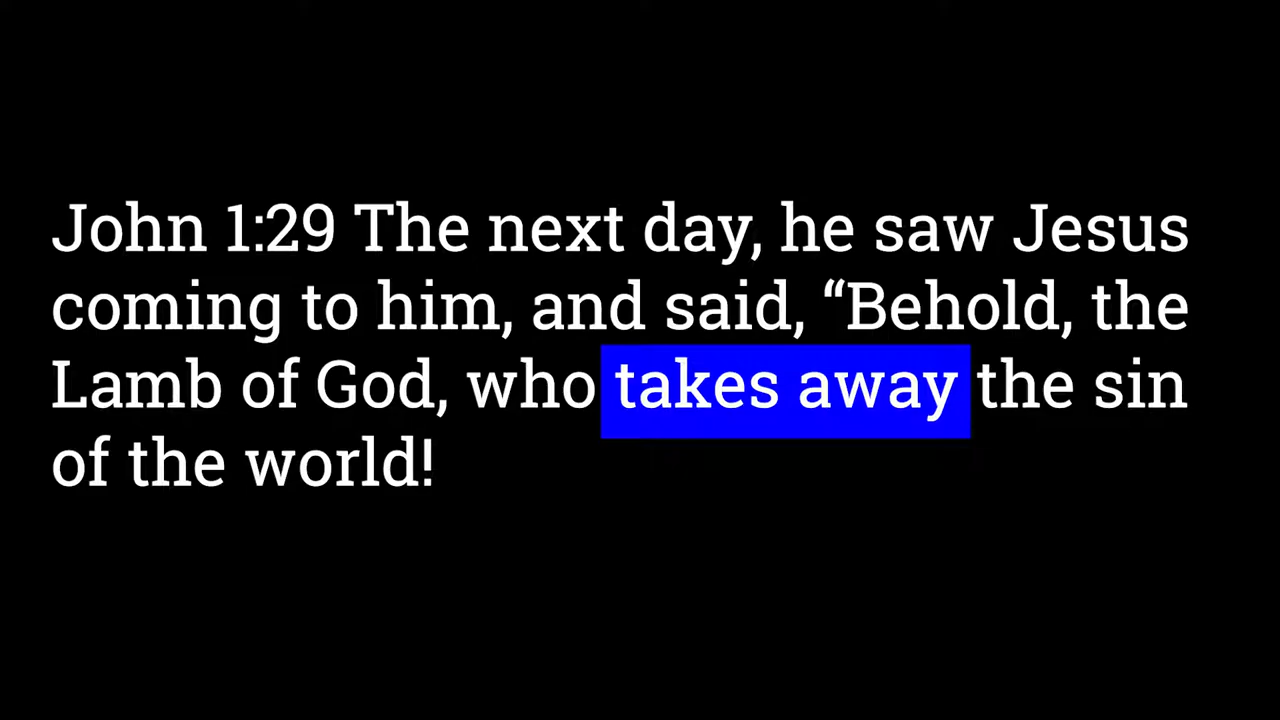 John 1:29 The next day, he saw Jesus
coming to him, and said, “Behold, the
Lamb of God, who takes away the sin
of the world!